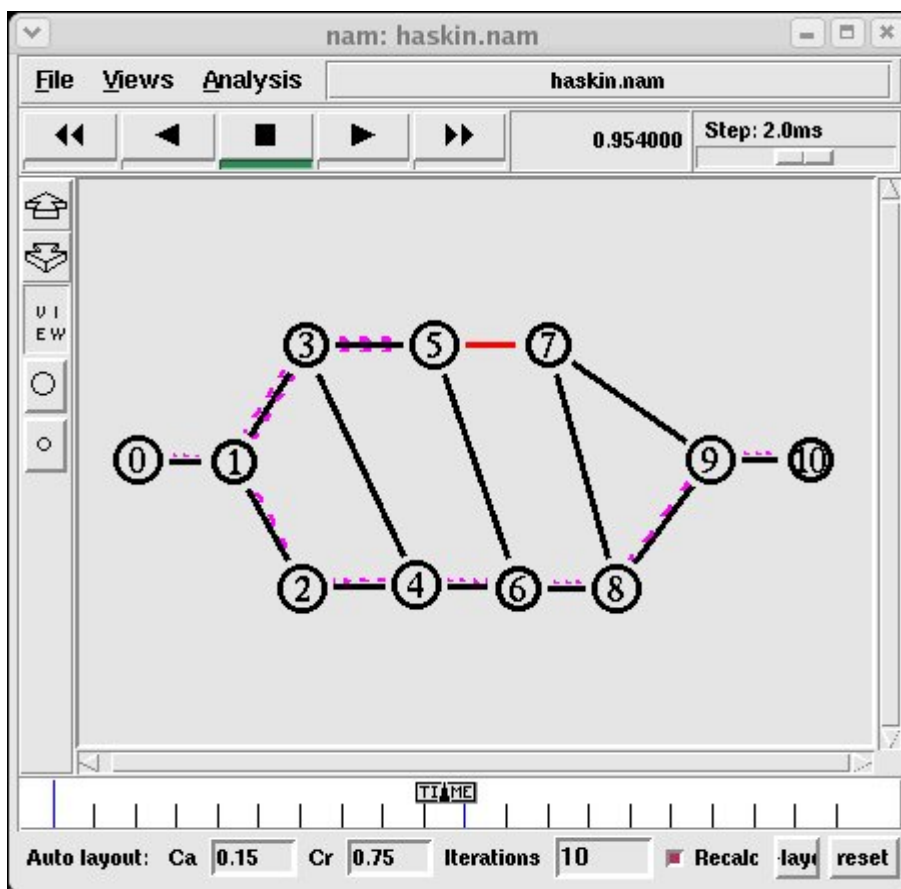 nam: haskin.nam
File Views Analysis haskin.nam
0.954000 Step: 2.0ms
V I
E W
3 5 7
0 1 9 10
2 4 6 8
TIME
Auto layout: Ca 0.15 Cr 0.75 Iterations 10 Recalc reset